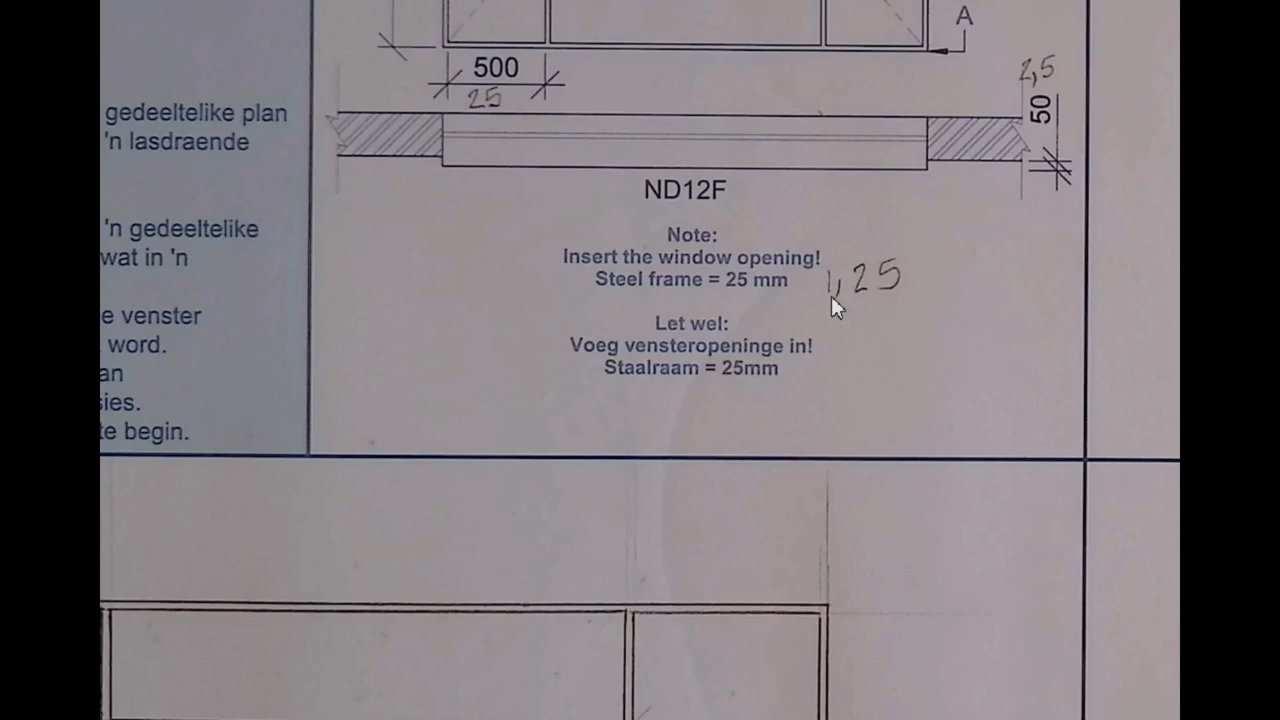 A
500
25
2,5
50
gedeeltelike plan
'n lasdraende
'n gedeeltelike
wat in 'n
e venster
word.
an
sies.
te begin.
ND12F
Note:
Insert the window opening!
Steel frame = 25 mm
1,25
Let wel:
Voeg vensteropeninge in!
Staalraam = 25mm